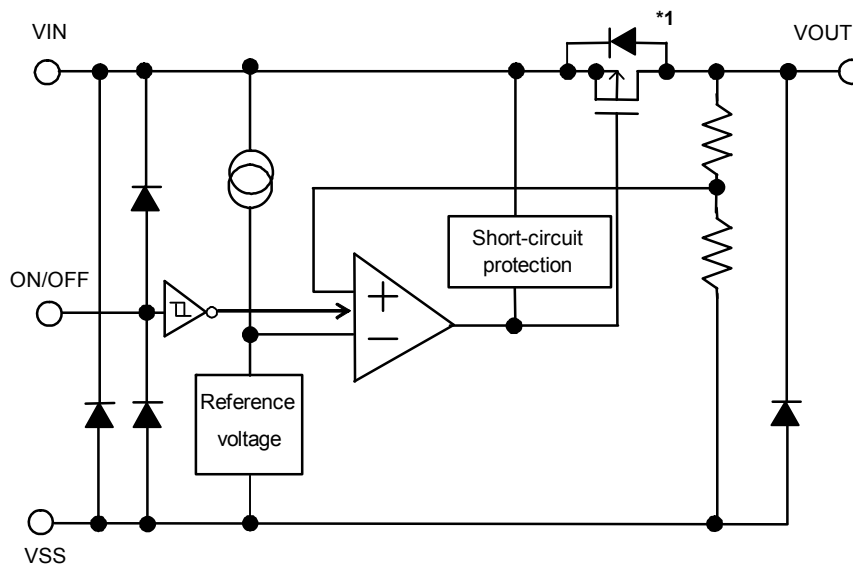 *1
VIN
VOUT
Short-circuit
protection
ON/OFF
+
−
Reference
voltage
VSS